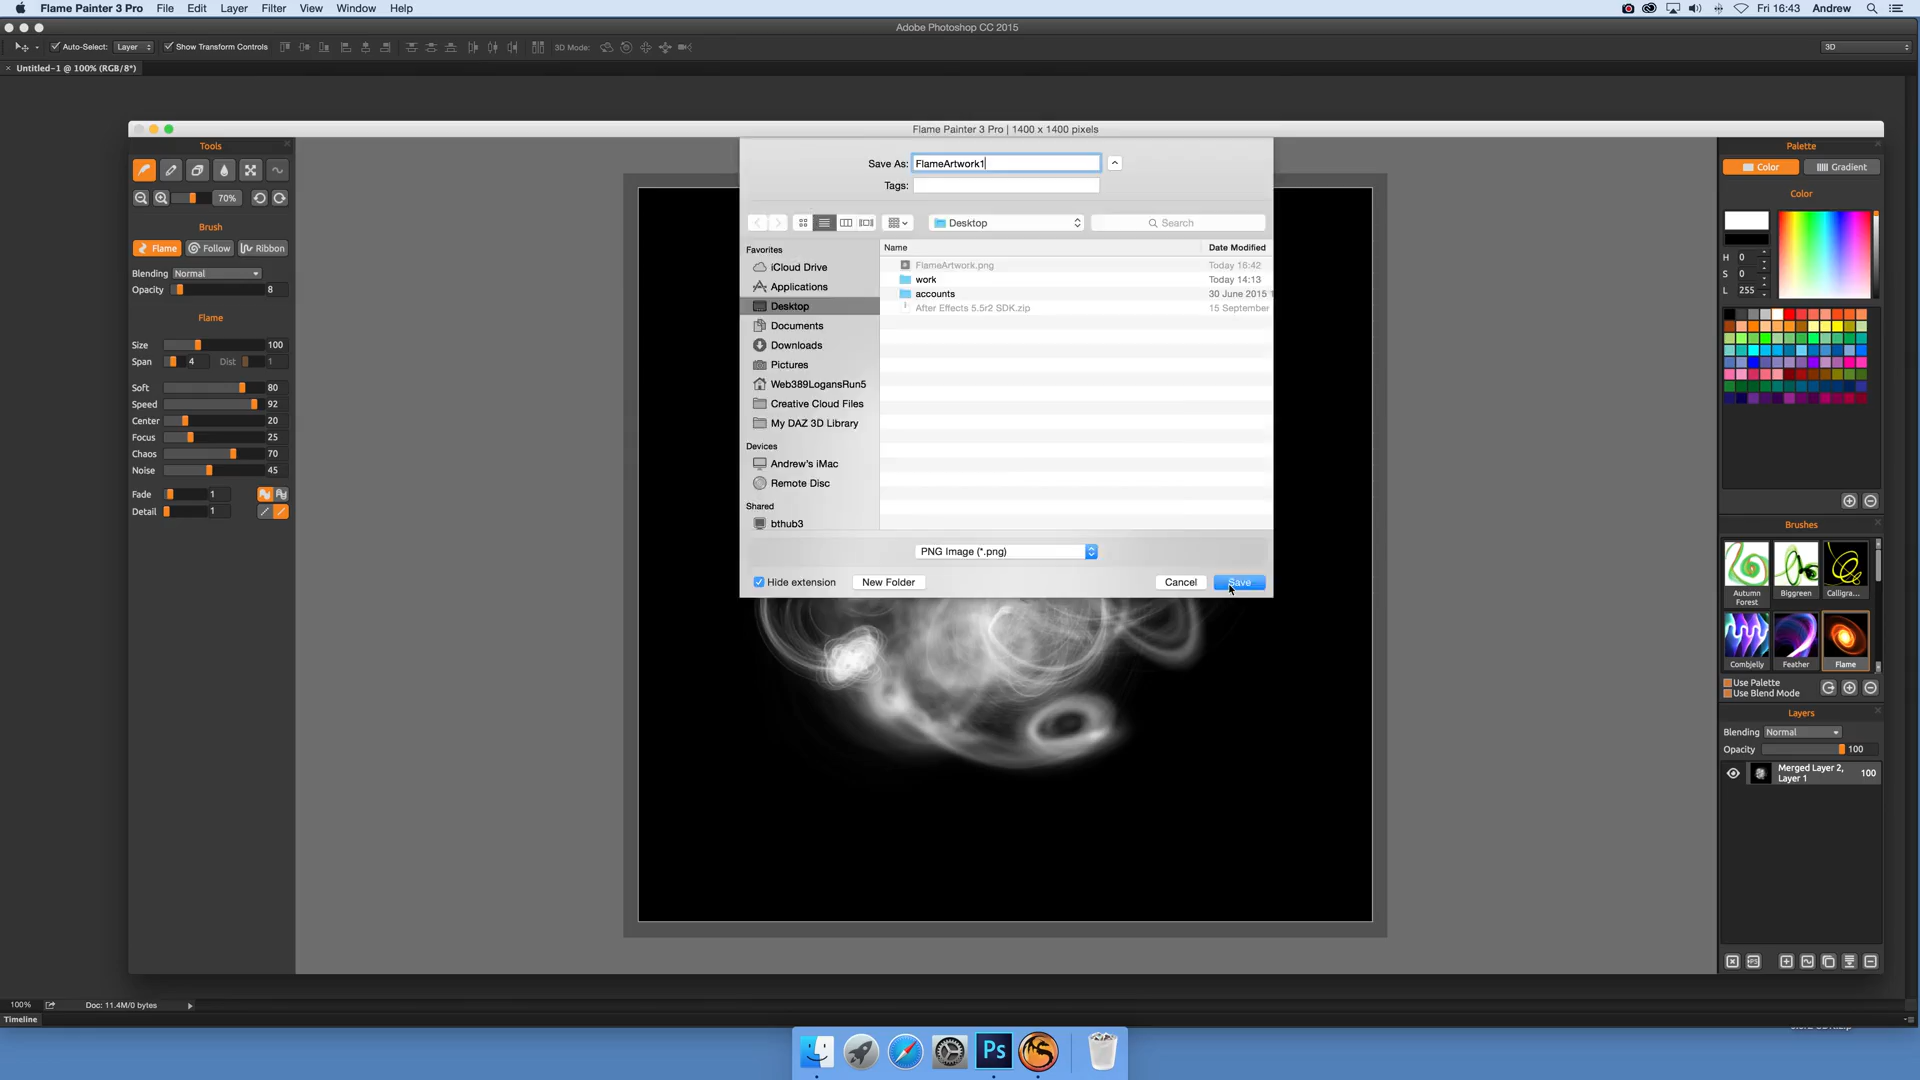 Flame Painter 3 Pro File Edit Layer Filter View Window Help Fri 16:43 Andrew
Adobe Photoshop CC 2015
Auto-Select: Layer Show Transform Controls 3D Mode: 3D
Untitled-1 @ 100% (RGB/8*)
Flame Painter 3 Pro | 1400 x 1400 pixels
Tools
70%
Brush
Flame Follow Ribbon
Blending Normal
Opacity 8
Flame
Size 100
Span 4 Dist 1
Soft 80
Speed 92
Center 20
Focus 25
Chaos 70
Noise 45
Fade 1
Detail 1
Save As: FlameArtwork1
Tags:
Desktop Search
Favorites
iCloud Drive
Applications
Desktop
Documents
Downloads
Pictures
Web389LogansRun5
Creative Cloud Files
My DAZ 3D Library
Devices
Andrew's iMac
Remote Disc
Shared
bthub3
Name Date Modified
FlameArtwork.png Today 16:42
work Today 14:13
accounts 30 June 2015 1
After Effects 5.5r2 SDK.zip 15 September
PNG Image (*.png)
Hide extension New Folder Cancel Save
Palette
Color Gradient
Color
H 0
S 0
L 255
Brushes
Autumn Forest Biggreen Calligra...
Combjelly Feather Flame
Use Palette
Use Blend Mode
Layers
Blending Normal
Opacity 100
Merged Layer 2, Layer 1 100
PS
100% Doc: 11.4M/0 bytes
Timeline
Ps